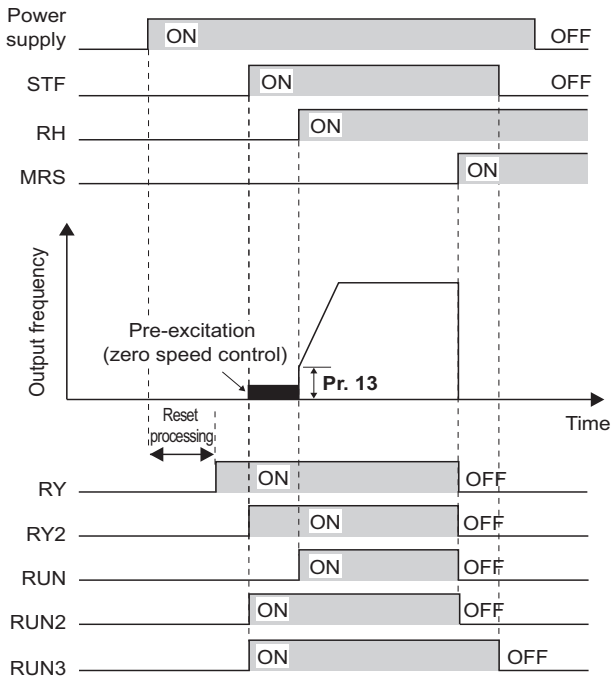 Power
supply
ON
OFF
STF
ON
OFF
RH
ON
MRS
ON
Output frequency
Pre-excitation
(zero speed control)
Pr. 13
Time
Reset
processing
RY
ON
OFF
RY2
ON
OFF
RUN
ON
OFF
RUN2
ON
OFF
RUN3
ON
OFF